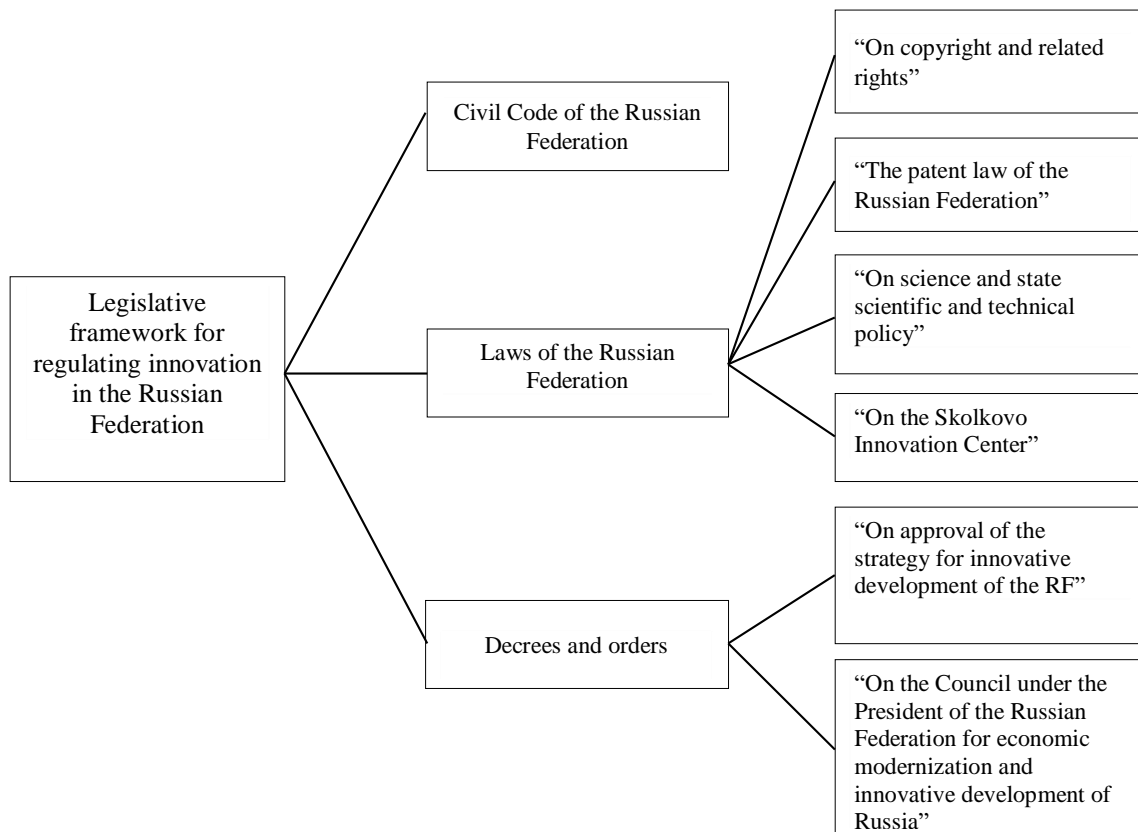 Legislative
framework for
regulating innovation
in the Russian
Federation
Civil Code of the Russian
Federation
Laws of the Russian
Federation
Decrees and orders
“On copyright and related
rights”
“The patent law of the
Russian Federation”
“On science and state
scientific and technical
policy”
“On the Skolkovo
Innovation Center”
“On approval of the
strategy for innovative
development of the RF”
“On the Council under the
President of the Russian
Federation for economic
modernization and
innovative development of
Russia”